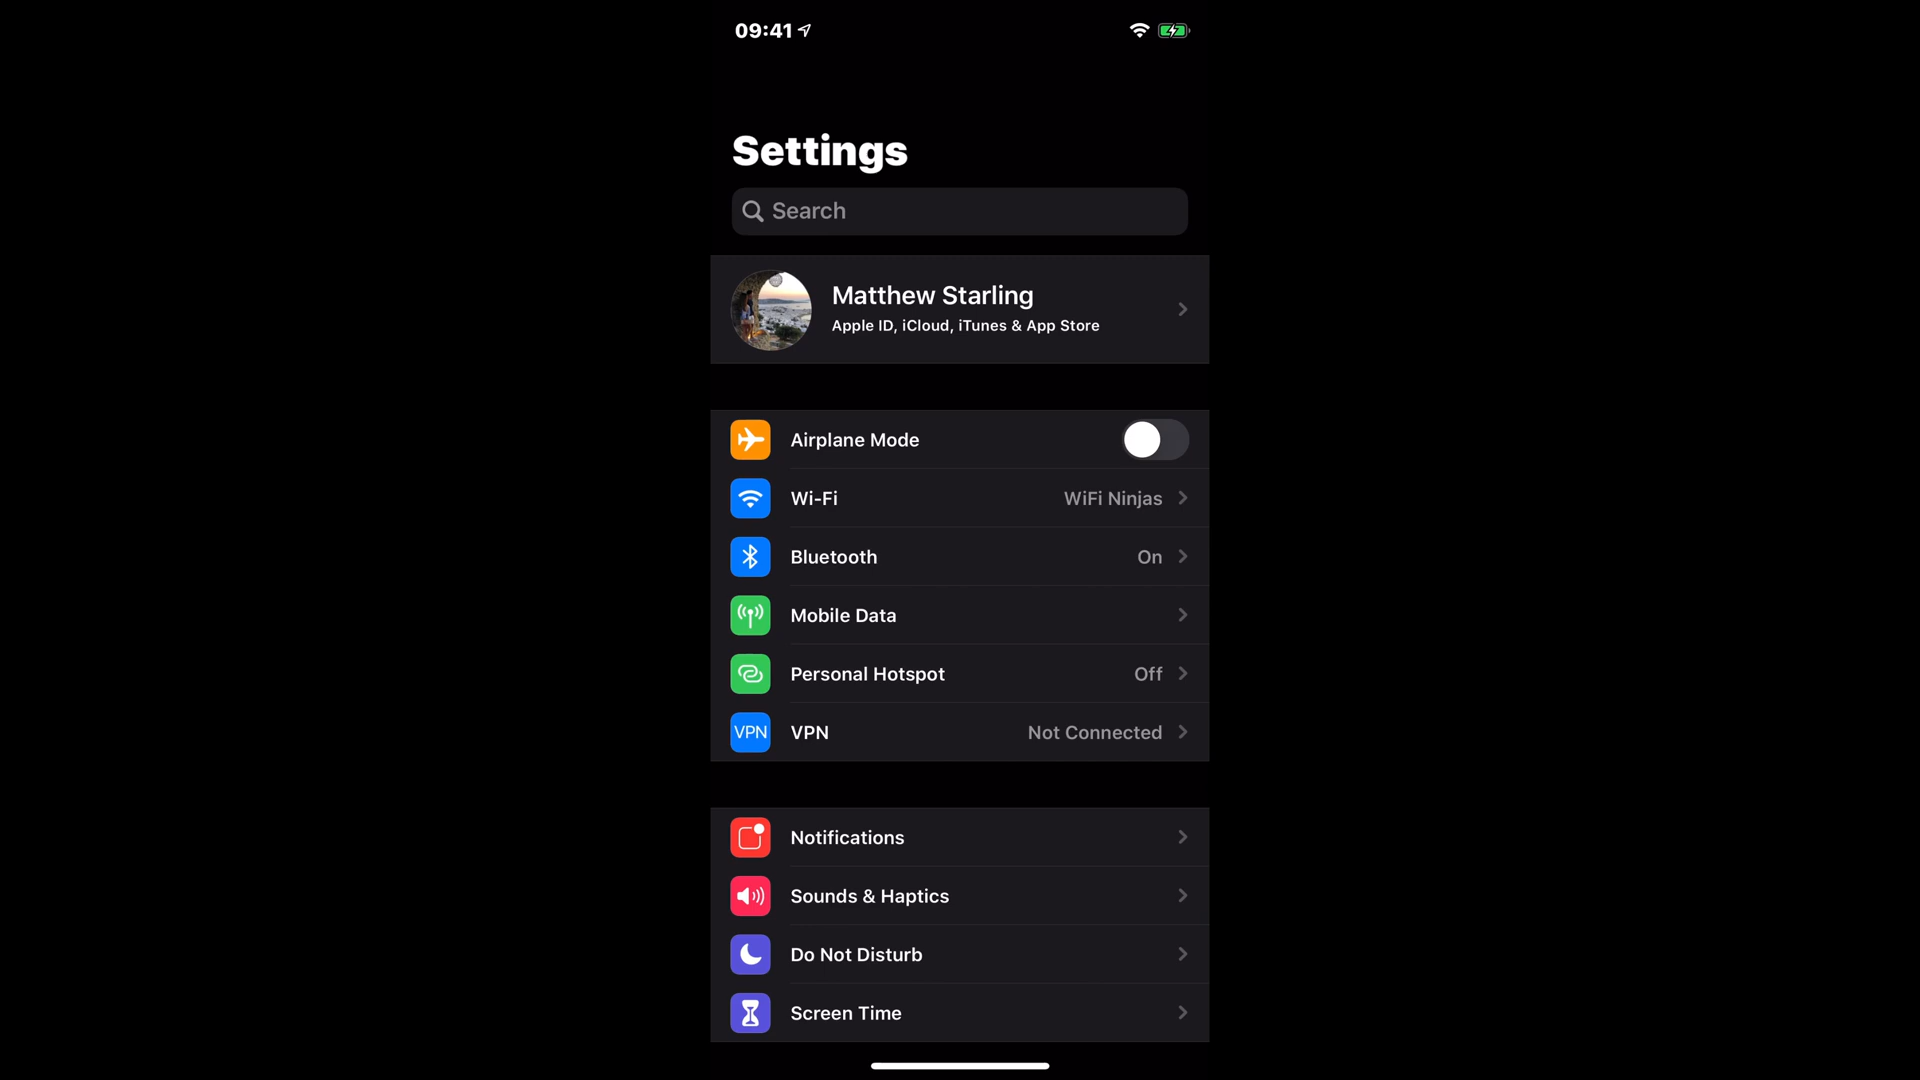 09:41
Settings
Search
Matthew Starling
Apple ID, iCloud, iTunes & App Store
Airplane Mode
Wi-Fi WiFi Ninjas
Bluetooth On
Mobile Data
Personal Hotspot Off
VPN VPN Not Connected
Notifications
Sounds & Haptics
Do Not Disturb
Screen Time